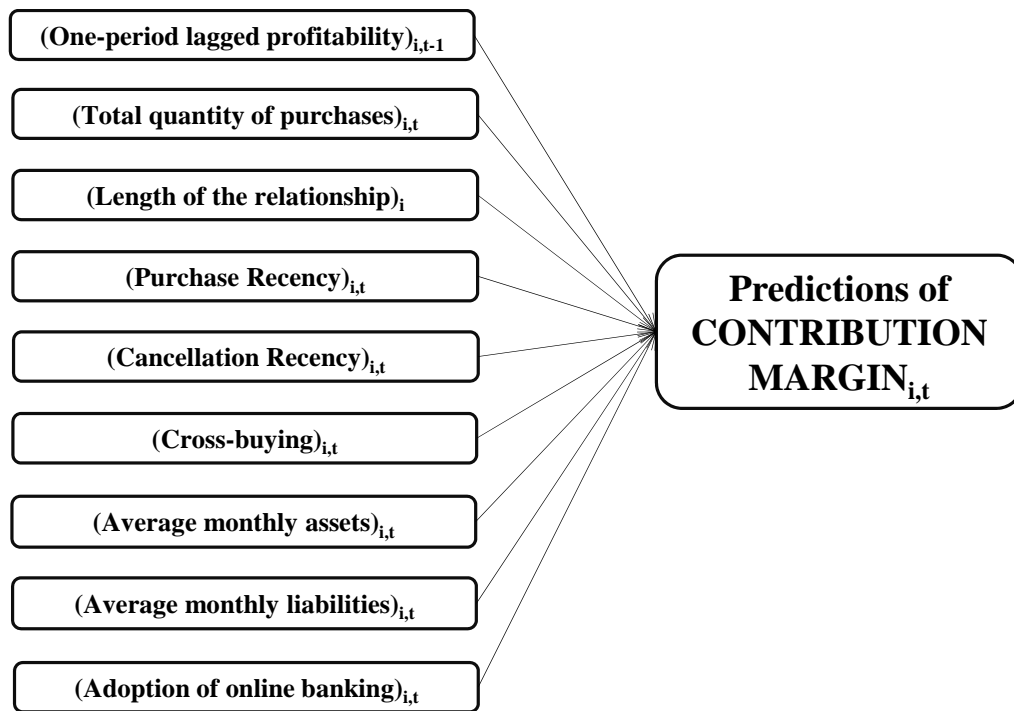 (One-period lagged profitability)i,t-1
(Total quantity of purchases)i,t
(Length of the relationship)i
(Purchase Recency)i,t
(Cancellation Recency)i,t
(Cross-buying)i,t
(Average monthly assets)i,t
(Average monthly liabilities)i,t
(Adoption of online banking)i,t
Predictions of
CONTRIBUTION
MARGINi,t